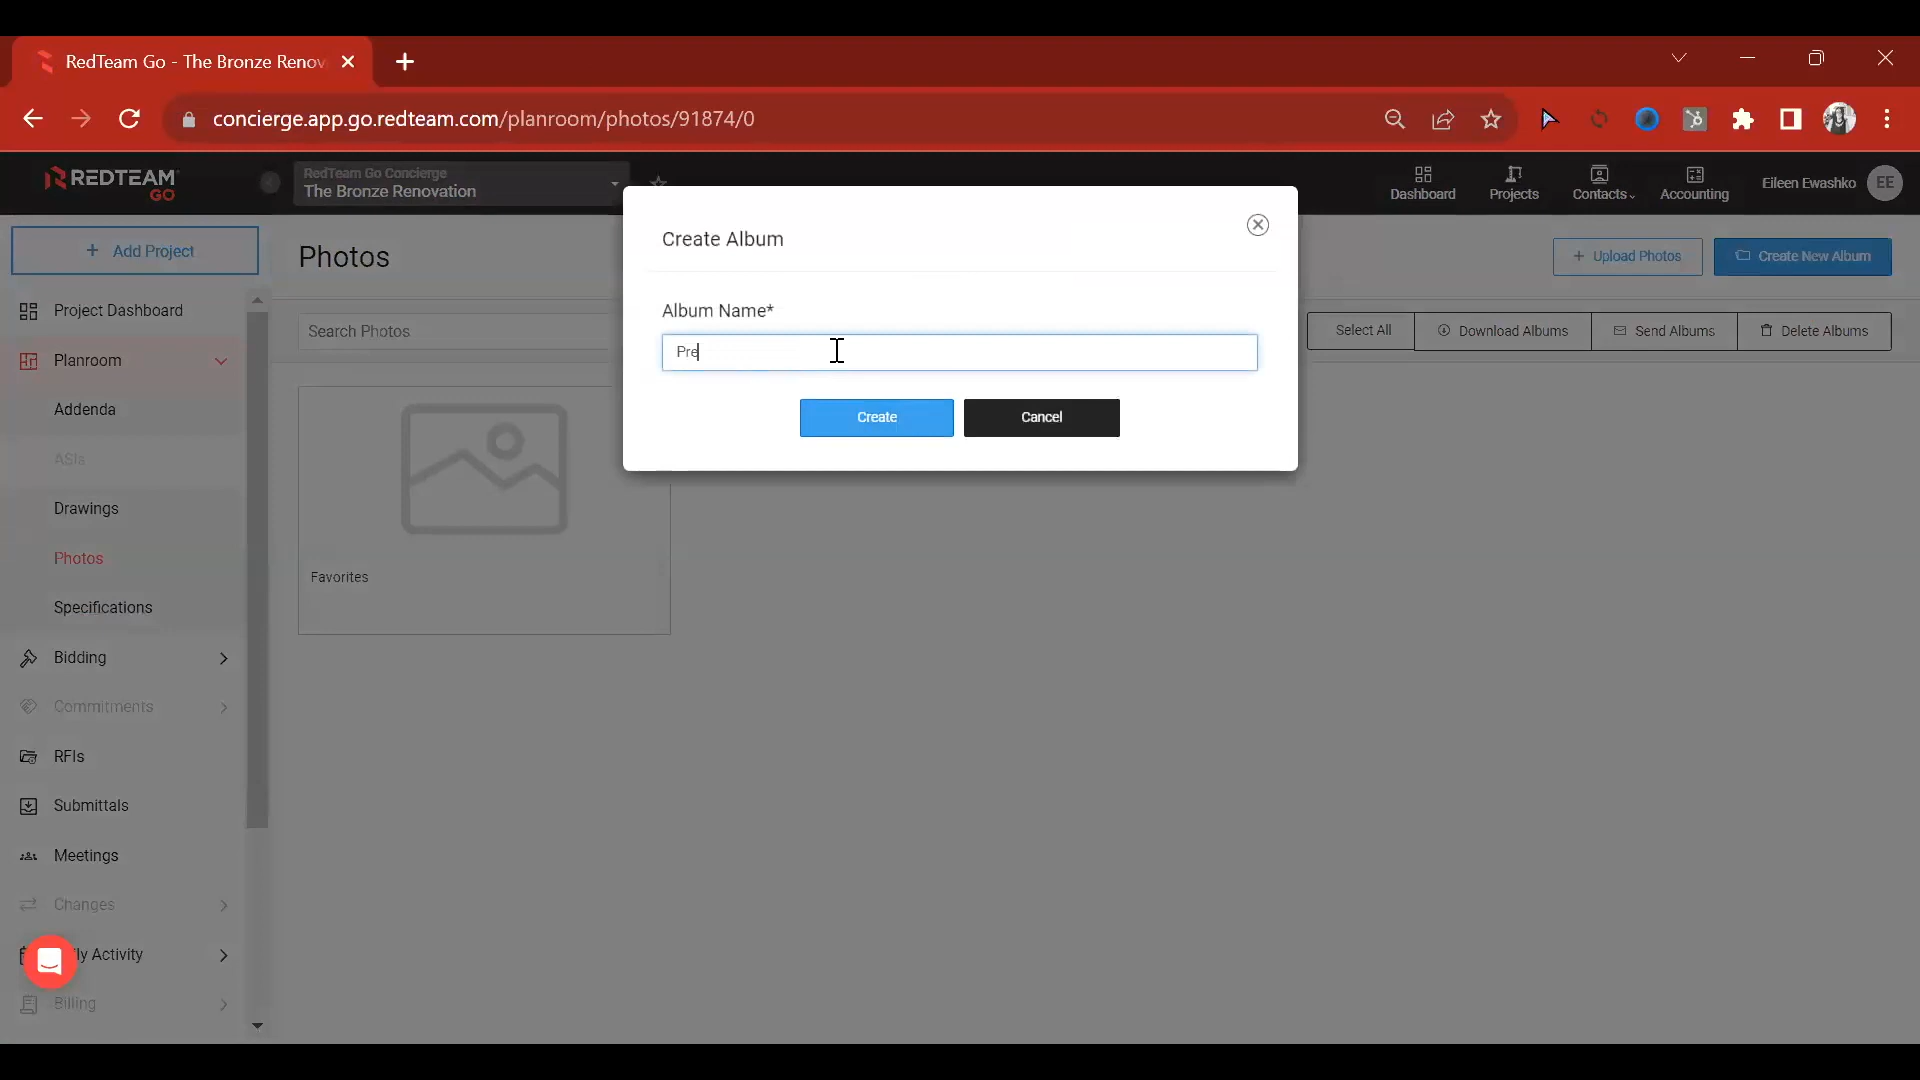 RedTeam Go - The Bronze Renov
concierge.app.go.redteam.com/planroom/photos/91874/0
REDTEAM GO
RedTeam Go Concierge
The Bronze Renovation
Dashboard
Projects
Contacts
Accounting
Eileen Ewashko
EE
+ Add Project
Photos
+ Upload Photos
Create New Album
Create Album
Album Name*
Pre
Create
Cancel
Search Photos
Select All
Download Albums
Send Albums
Delete Albums
Favorites
Project Dashboard
Planroom
Addenda
ASIs
Drawings
Photos
Specifications
Bidding
Commitments
RFIs
Submittals
Meetings
Changes
ly Activity
Billing